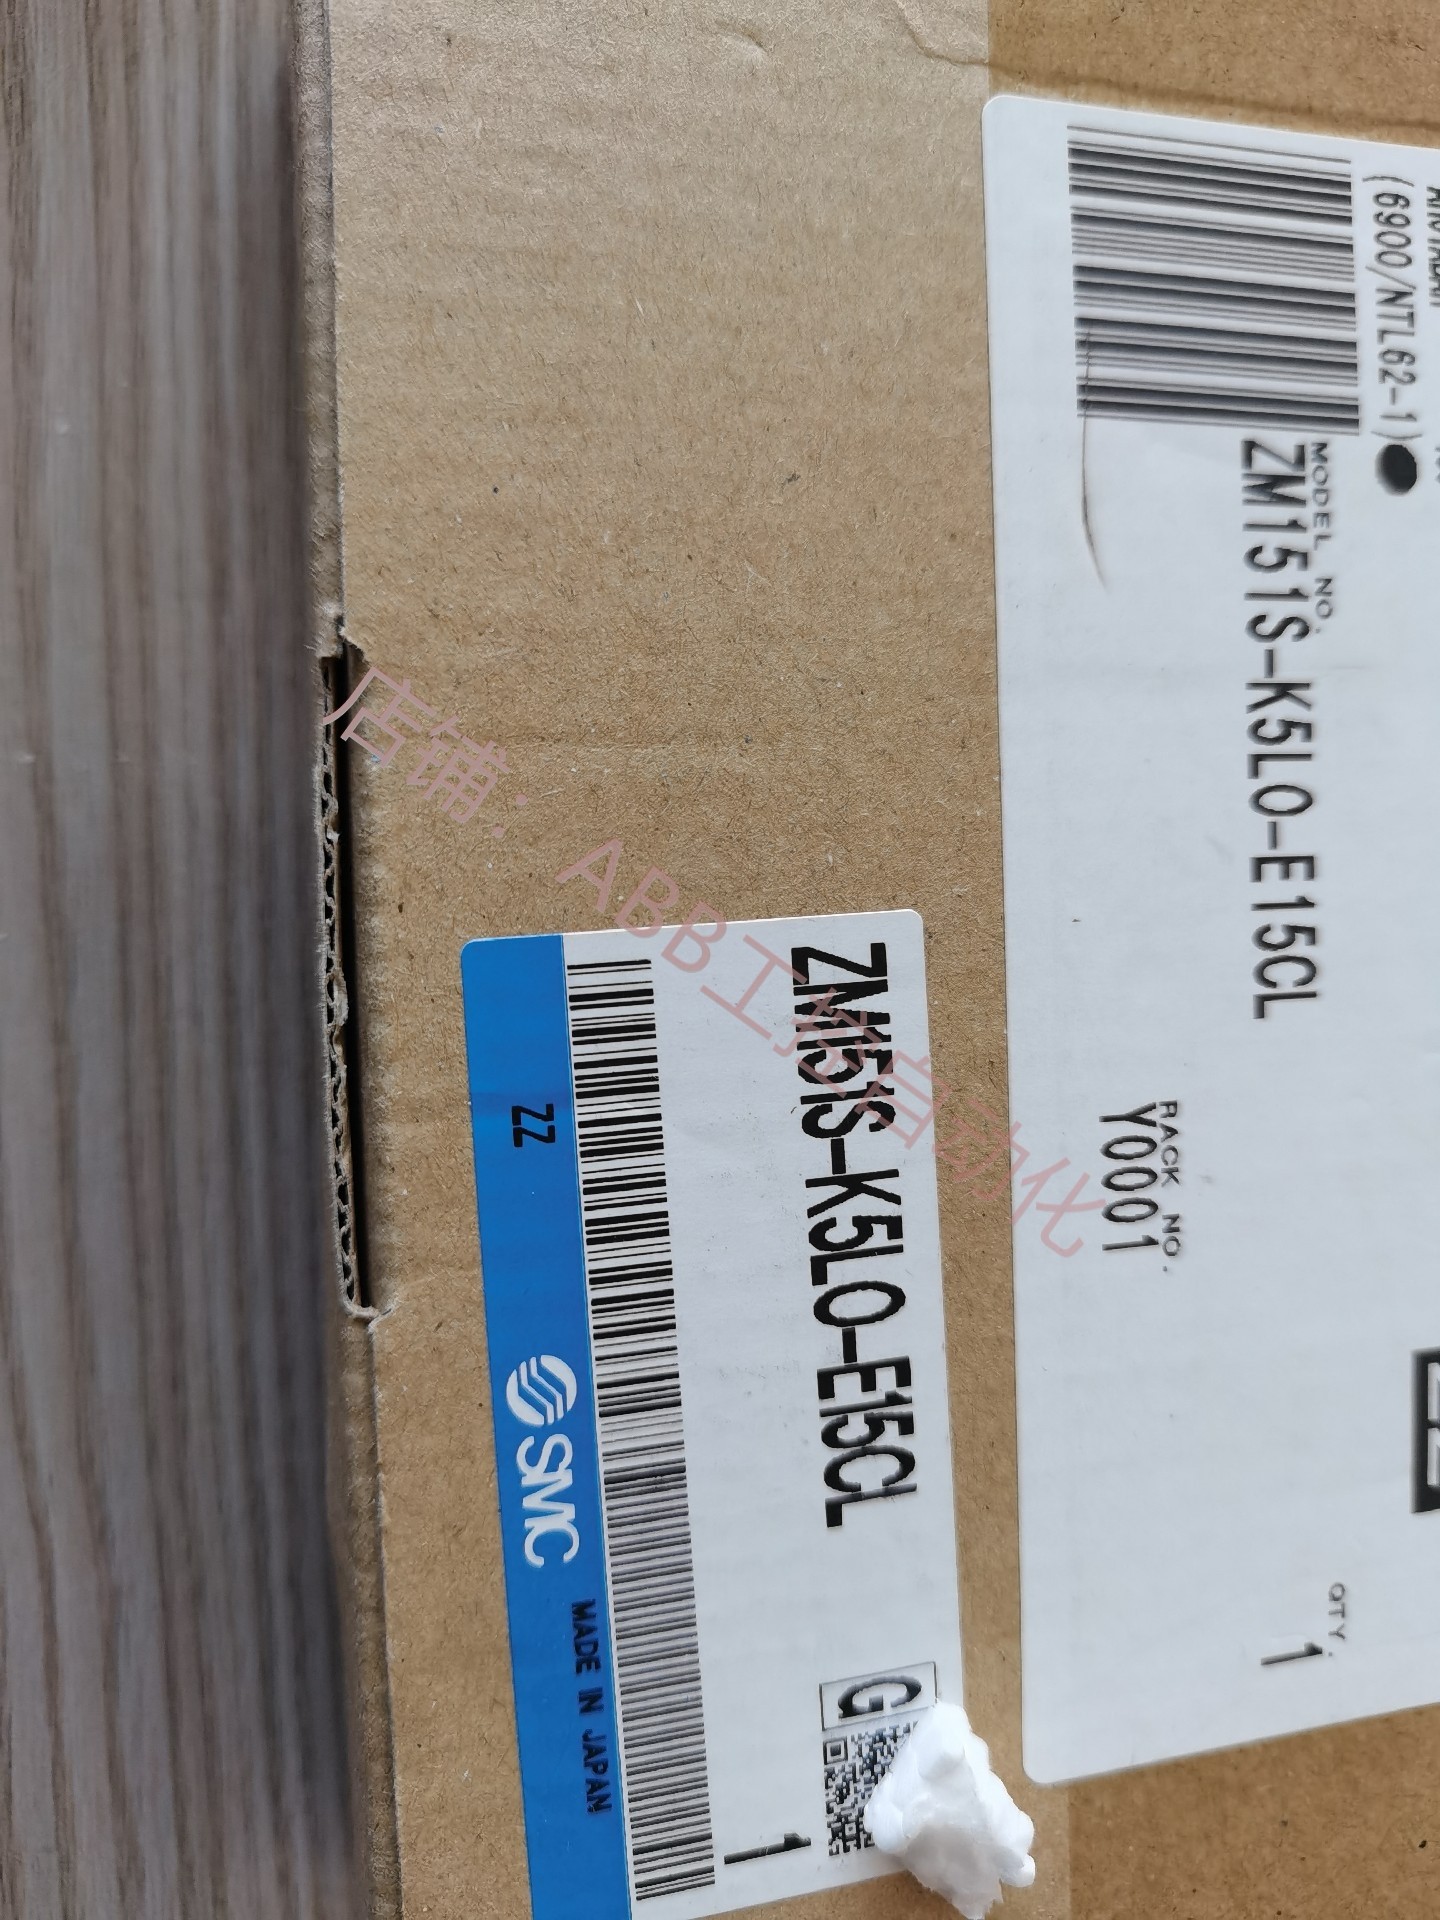 (6900/NTL62-1)
MODEL NO.
ZM151S-K5LO-E15CL
RACK NO.
Y0001
QTY.
1
ZM151S-K5LO-E15CL
G
1
ZZ
SMC
MADE IN JAPAN
店铺：ABB工控自动化